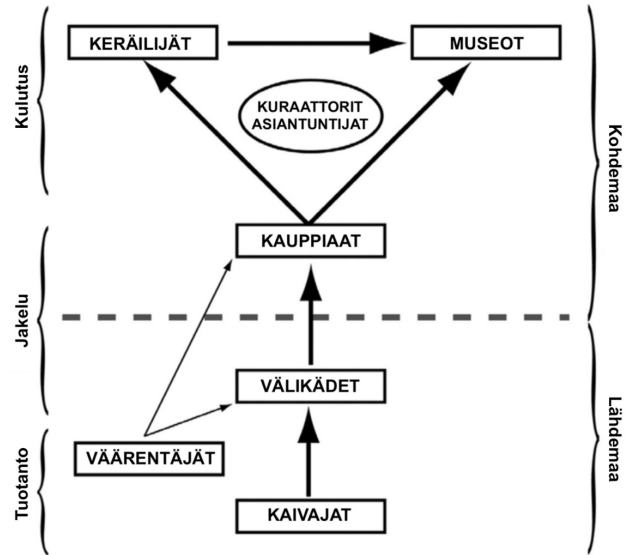 KERÄILIJÄT
MUSEOT
KURAATTORIT
ASIANTUNTIJAT
KAUPPIAAT
VÄLIKÄDET
VÄÄRENTÄJÄT
KAIVAJAT
Kulutus
Jakelu
Tuotanto
Kohdemaa
Lähdemaa